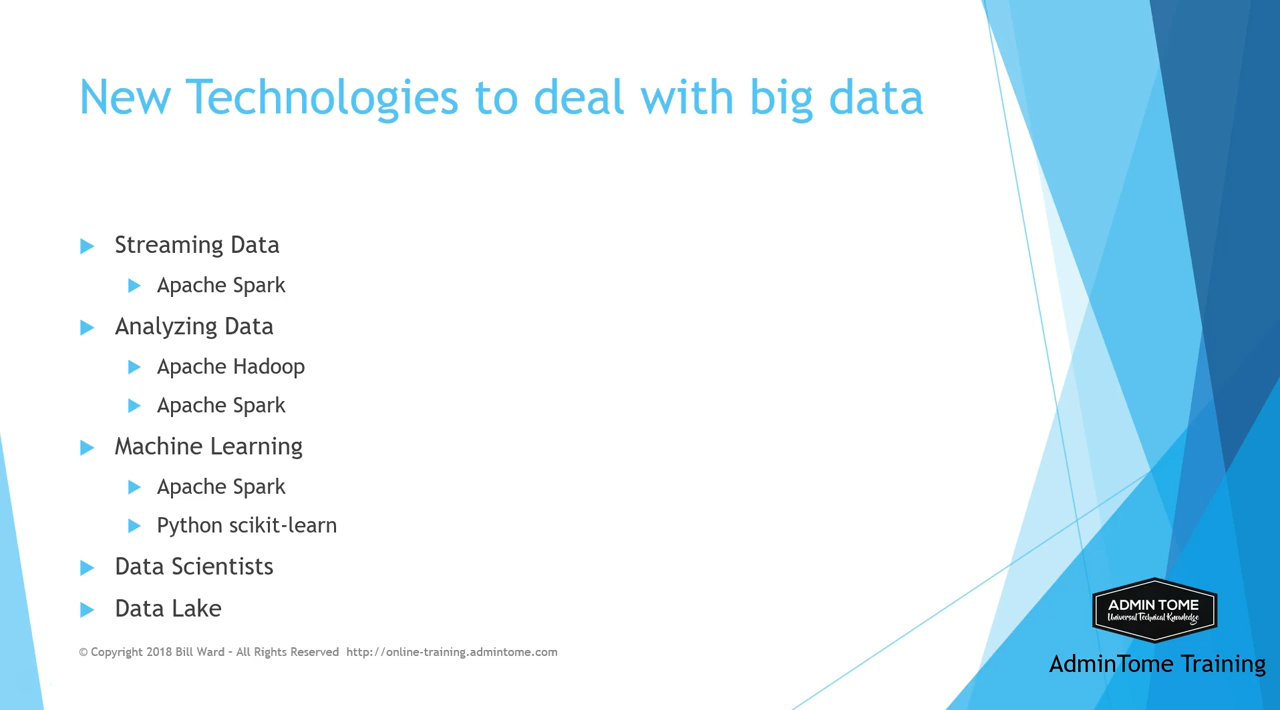 New Technologies to deal with big data
Streaming Data
Apache Spark
Analyzing Data
Apache Hadoop
Apache Spark
Machine Learning
Apache Spark
Python scikit-learn
Data Scientists
Data Lake
© Copyright 2018 Bill Ward – All Rights Reserved http://online-training.admintome.com
ADMIN TOME
Universal Technical Knowledge
AdminTome Training